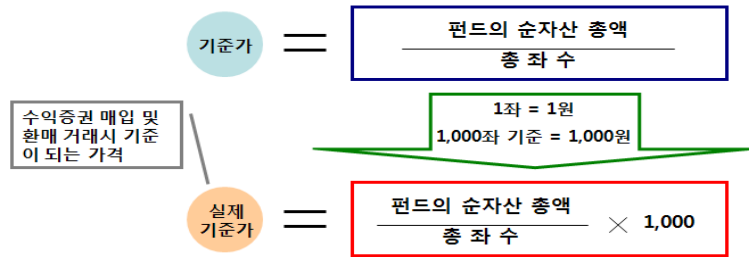 기준가
펀드의 순자산 총액
총 좌 수
1좌 = 1원
1,000좌 기준 = 1,000원
수익증권 매입 및
환매 거래시 기준
이 되는 가격
실제
기준가
펀드의 순자산 총액
총 좌 수
× 1,000